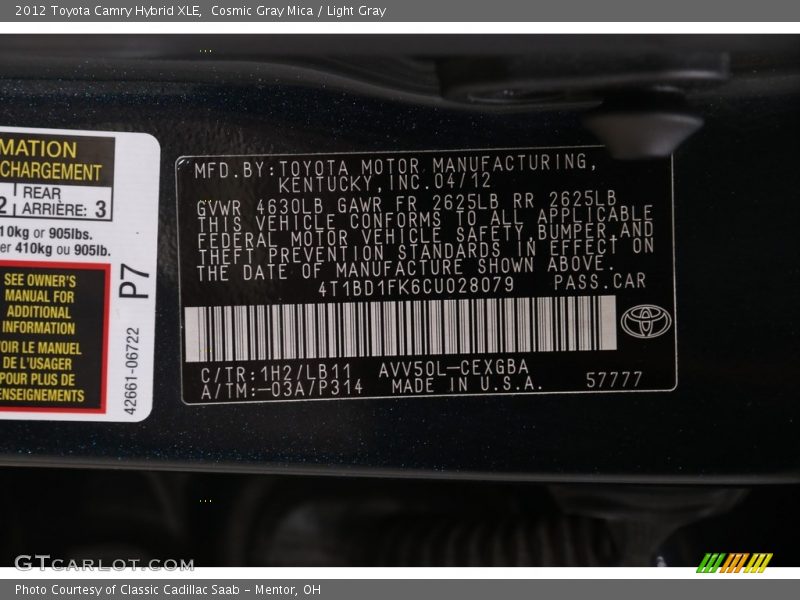 2012 Toyota Camry Hybrid XLE,  Cosmic Gray Mica / Light Gray
MATION
CHARGEMENT
2 REAR
ARRIÈRE: 3
10kg or 905lbs.
er 410kg ou 905lb.
SEE OWNER'S
MANUAL FOR
ADDITIONAL
INFORMATION
OIR LE MANUEL
DE L'USAGER
POUR PLUS DE
ENSEIGNEMENTS
P7
42661-06722
MFD.BY:TOYOTA MOTOR MANUFACTURING,
KENTUCKY,INC.04/12
GVWR 4630LB GAWR FR 2625LB RR 2625LB
THIS VEHICLE CONFORMS TO ALL APPLICABLE
FEDERAL MOTOR VEHICLE SAFETY,BUMPER,AND
THEFT PREVENTION STANDARDS IN EFFECT ON
THE DATE OF MANUFACTURE SHOWN ABOVE.
4T1BD1FK6CU028079 PASS.CAR
C/TR:1H2/LB11 AVV50L-CEXGBA
A/TM:-03A/P314 MADE IN U.S.A. 57777
GTCARLOT.COM
Photo Courtesy of Classic Cadillac Saab - Mentor, OH